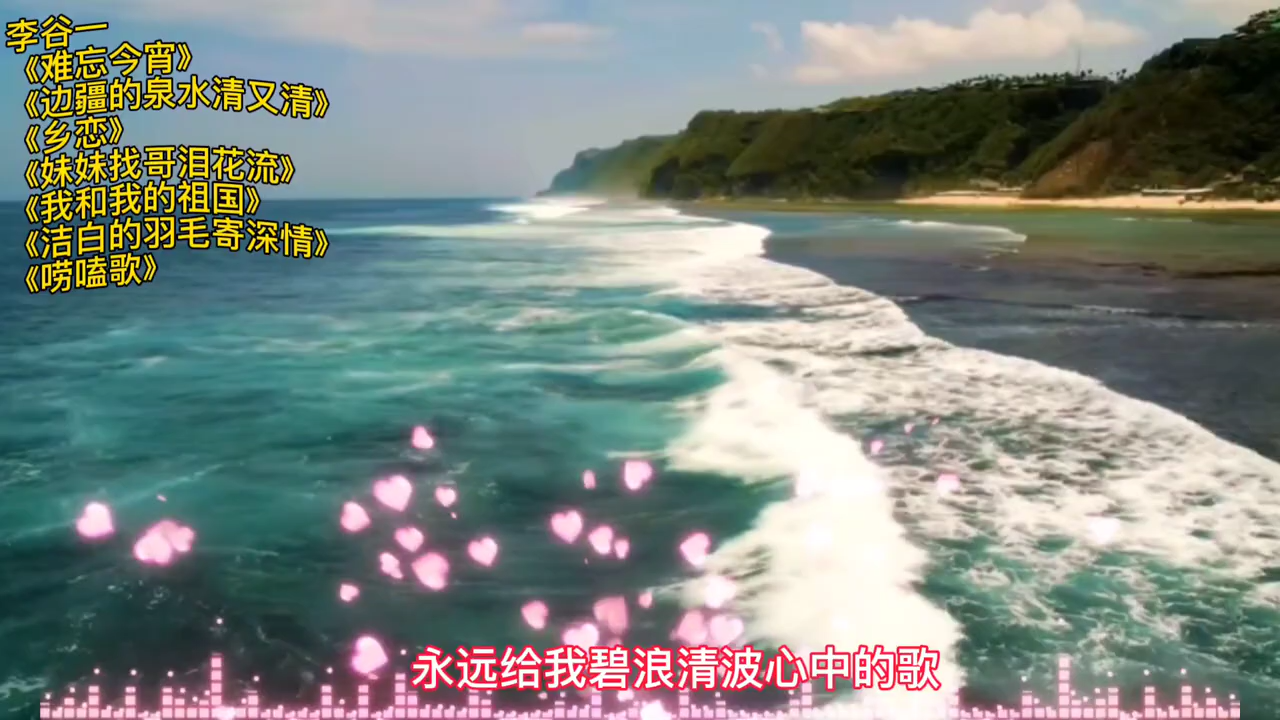 李谷一
《难忘今宵》
《边疆的泉水清又清》
《乡恋》
《妹妹找哥泪花流》
《我和我的祖国》
《洁白的羽毛寄深情》
《唠嗑歌》
永远给我碧浪清波心中的歌